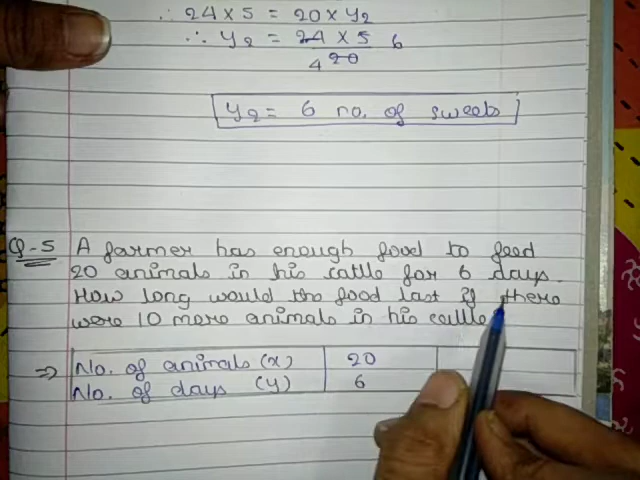 ∴ 24 × 5 = 20 × y₂
∴ y₂ = 24 × 5 6
4 20
y₂ = 6 no. of sweets
Q-5 A farmer has enough food to feed
20 animals in his cattle for 6 days.
How long would the food last if there
were 10 more animals in his cattle
⇒ No. of animals (x) 20
No. of days (y) 6